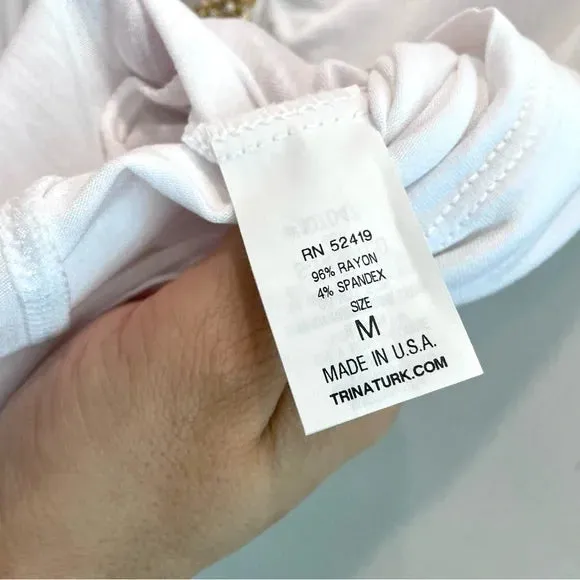 RN 52419
96% RAYON
4% SPANDEX
SIZE
M
MADE IN U.S.A.
TRINATURK.COM